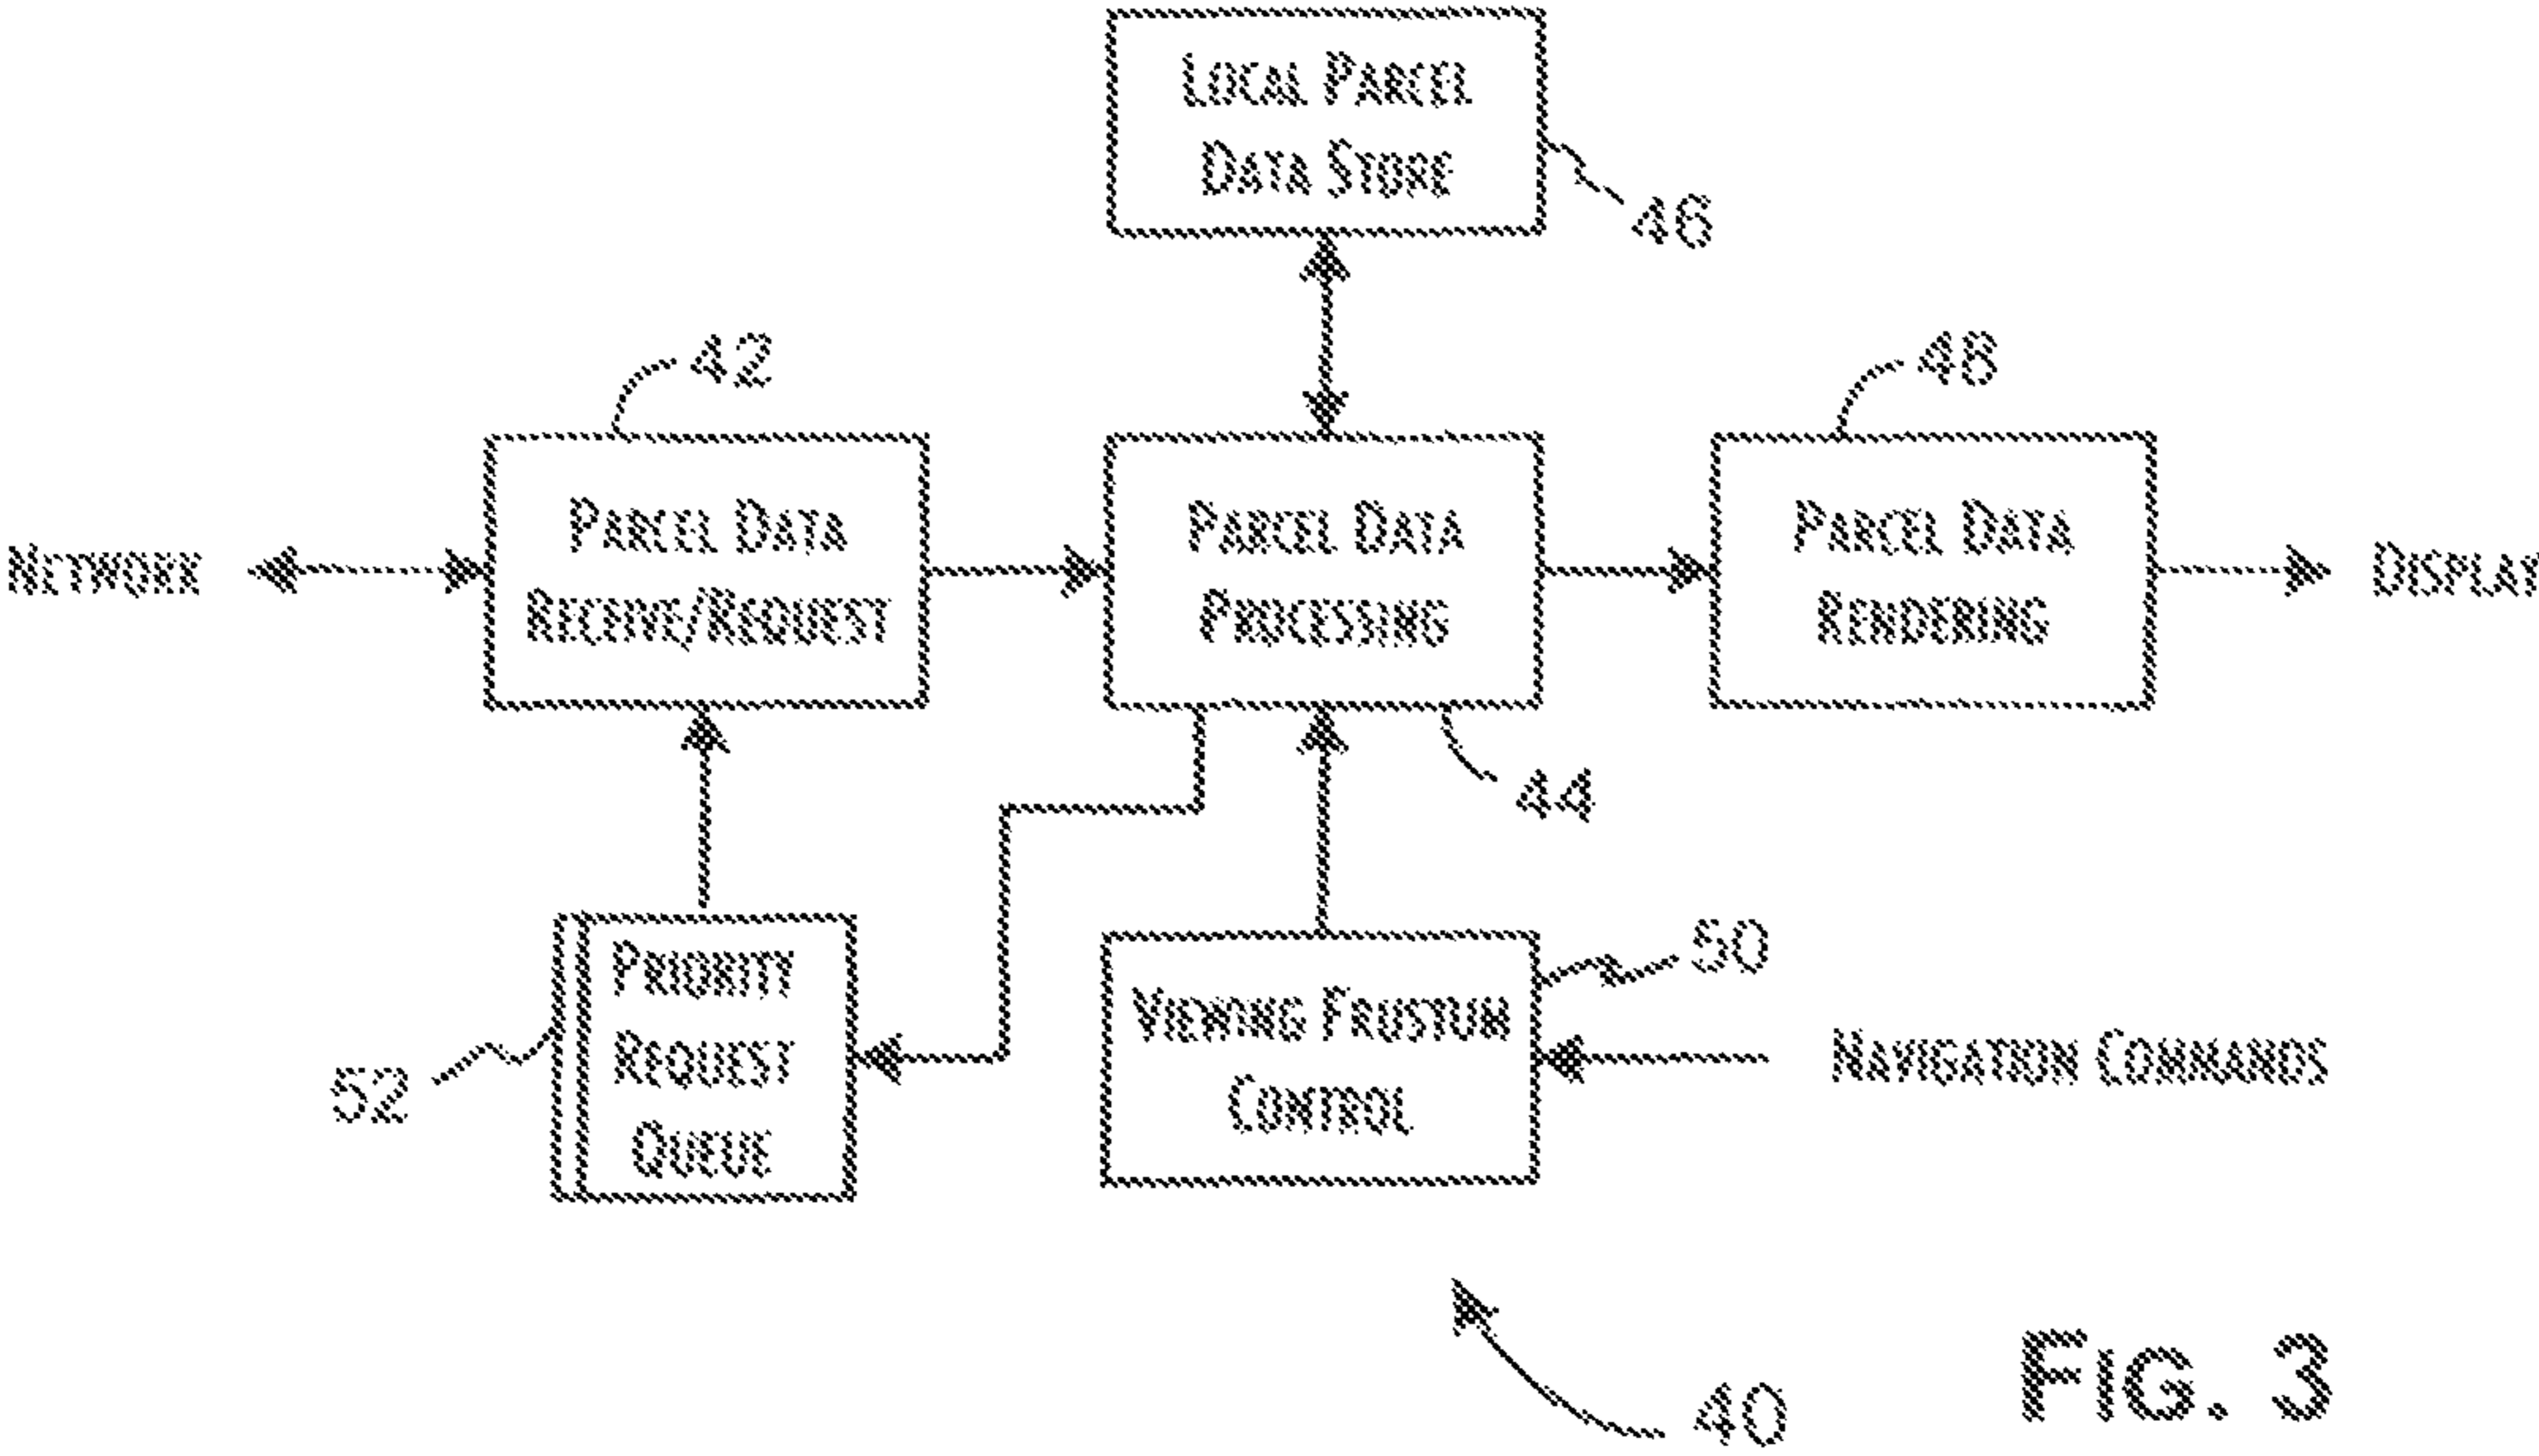 LOCAL PARCEL
DATA STORE
46
42
48
NETWORK
PARCEL DATA
RECEIVE/REQUEST
PARCEL DATA
PROCESSING
PARCEL DATA
RENDERING
DISPLAY
44
PRIORITY
REQUEST
QUEUE
52
VIEWING FRUSTUM
CONTROL
50
NAVIGATION COMMANDS
40
FIG. 3